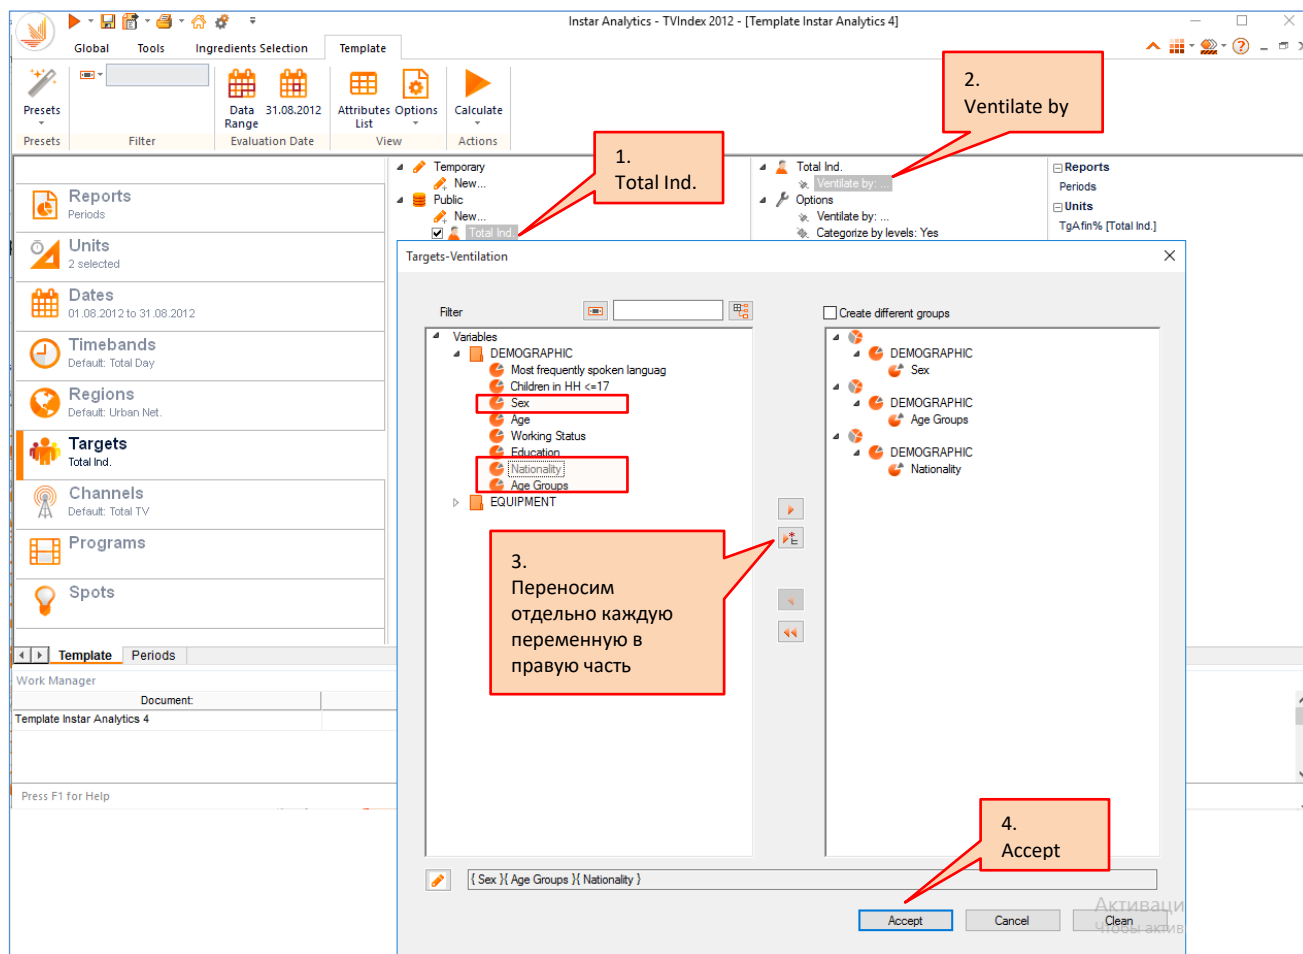 Instar Analytics - TVIndex 2012 - [Template Instar Analytics 4]
Global Tools Ingredients Selection Template
Presets
Data Range
31.08.2012
Attributes List
Options
Calculate
Presets Filter Evaluation Date View Actions
1.
Total Ind.
2.
Ventilate by
Reports
Periods
Units
2 selected
Dates
01.08.2012 to 31.08.2012
Timebands
Default: Total Day
Regions
Default: Urban Net.
Targets
Total Ind.
Channels
Default: Total TV
Programs
Spots
Temporary
New...
Public
New...
Total Ind.
Total Ind.
Ventilate by: ...
Options
Ventilate by: ...
Categorize by levels: Yes
Reports
Periods
Units
TgAfin% [Total Ind.]
Targets-Ventilation
Filter
Create different groups
Variables
DEMOGRAPHIC
Most frequently spoken languag
Children in HH <=17
Sex
Age
Working Status
Education
Nationality
Age Groups
EQUIPMENT
DEMOGRAPHIC
Sex
DEMOGRAPHIC
Age Groups
DEMOGRAPHIC
Nationality
3.
Переносим
отдельно каждую
переменную в
правую часть
4.
Accept
{ Sex }{ Age Groups }{ Nationality }
Accept Cancel Clean
Активаци
Чтобы актив
Template Periods
Work Manager
Document:
Template Instar Analytics 4
Press F1 for Help